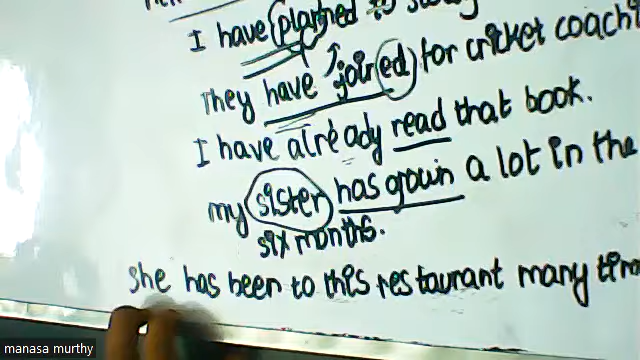 I have planned to
They have joined for cricket
I have already read that book.
my sister has grown a lot in the
six months.
she has been to this restaurant many
manasa murthy